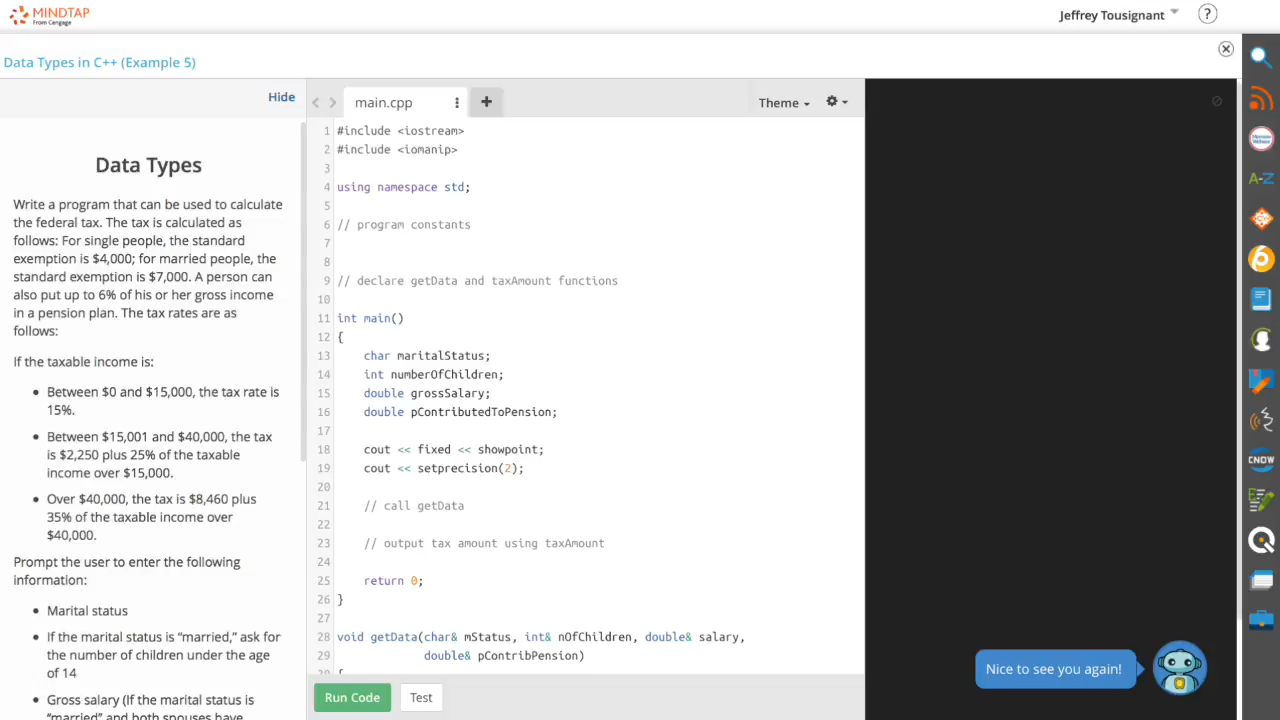 MINDTAP
From Cengage
Jeffrey Tousignant
?
Data Types in C++ (Example 5)
Hide
Data Types
Write a program that can be used to calculate
the federal tax. The tax is calculated as
follows: For single people, the standard
exemption is $4,000; for married people, the
standard exemption is $7,000. A person can
also put up to 6% of his or her gross income
in a pension plan. The tax rates are as
follows:
If the taxable income is:
• Between $0 and $15,000, the tax rate is
15%.
• Between $15,001 and $40,000, the tax
is $2,250 plus 25% of the taxable
income over $15,000.
• Over $40,000, the tax is $8,460 plus
35% of the taxable income over
$40,000.
Prompt the user to enter the following
information:
• Marital status
• If the marital status is “married,” ask for
the number of children under the age
of 14
• Gross salary (If the marital status is
“married” and both spouses have
main.cpp
+
Theme
1 #include <iostream>
2 #include <iomanip>
3
4 using namespace std;
5
6 // program constants
7
8
9 // declare getData and taxAmount functions
10
11 int main()
12 {
13 char maritalStatus;
14 int numberOfChildren;
15 double grossSalary;
16 double pContributedToPension;
17
18 cout << fixed << showpoint;
19 cout << setprecision(2);
20
21 // call getData
22
23 // output tax amount using taxAmount
24
25 return 0;
26 }
27
28 void getData(char& mStatus, int& nOfChildren, double& salary,
29 double& pContribPension)
30 {
Run Code
Test
Nice to see you again!
A-Z
CNOW